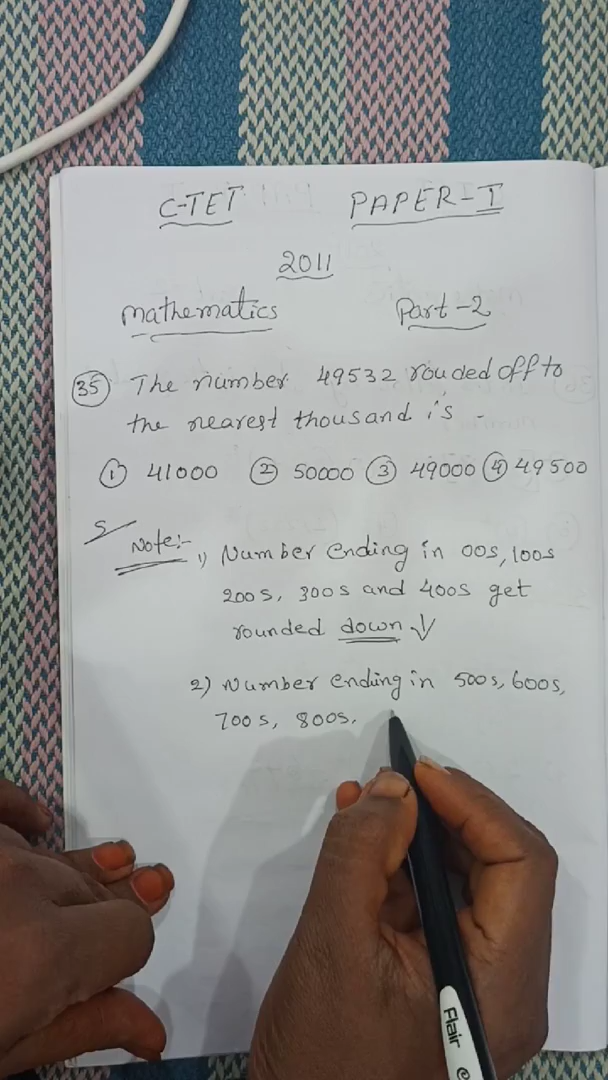 C-TET PAPER-I
2011
Mathematics Part-2
35 The number 49532 rouded off to
the nearest thousand is -
1 41000 2 50000 3 49000 4 49500
S
Note:- 1) Number Ending in 00s, 100s
200s, 300s and 400s get
rounded down ↓
2) Number Ending in 500s, 600s,
700s, 800s,
Flair